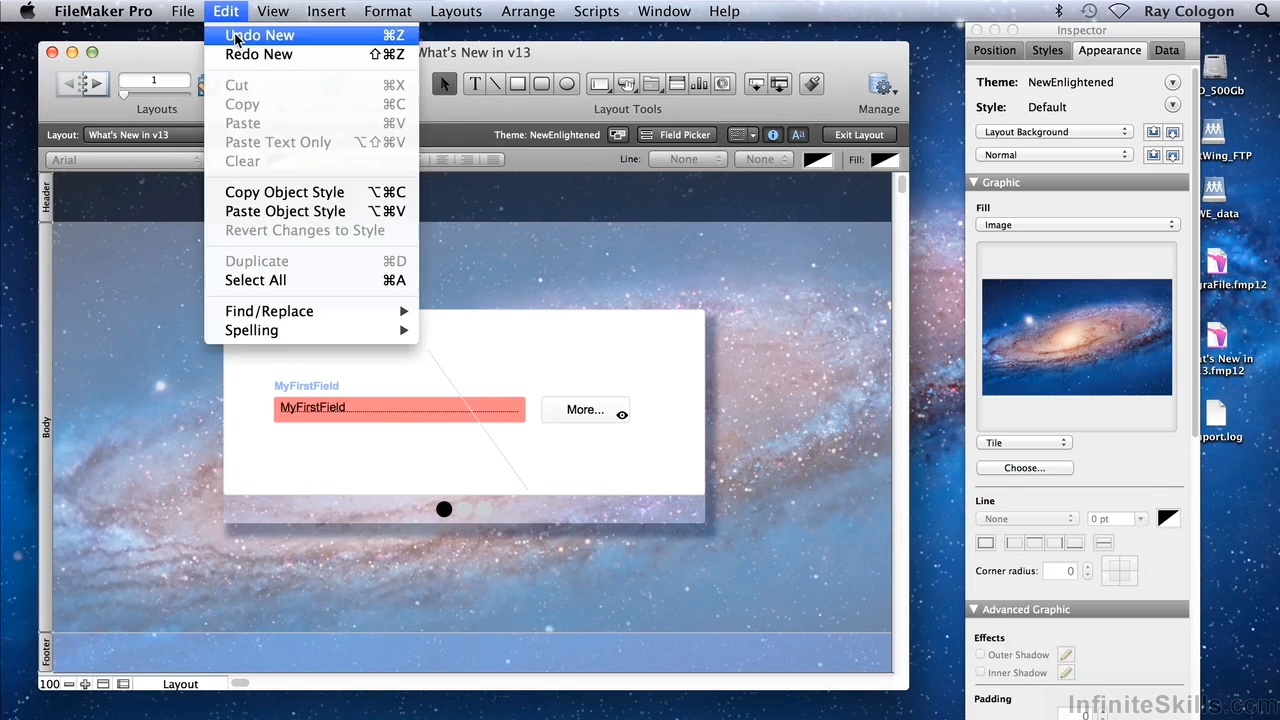 FileMaker Pro File Edit View Insert Format Layouts Arrange Scripts Window Help Ray Cologon
Undo New ⌘Z
Redo New ⇧⌘Z
Cut ⌘X
Copy ⌘C
Paste ⌘V
Paste Text Only ⌥⇧⌘V
Clear
Copy Object Style ⌥⌘C
Paste Object Style ⌥⌘V
Revert Changes to Style
Duplicate ⌘D
Select All ⌘A
Find/Replace
Spelling
What's New in v13
1
Layouts
T
Layout Tools
Manage
Layout: What's New in v13
Theme: NewEnlightened
Field Picker
Aa
Exit Layout
Arial
Line: None None Fill:
Header
Body
Footer
MyFirstField
MyFirstField
More...
100
Layout
Inspector
Position Styles Appearance Data
Theme: NewEnlightened
Style: Default
Layout Background
Normal
Graphic
Fill
Image
Tile
Choose...
Line
None 0 pt
Corner radius: 0
Advanced Graphic
Effects
Outer Shadow
Inner Shadow
Padding
0
D_500Gb
Wing_FTP
WE_data
graFile.fmp12
at's New in
13.fmp12
port.log
InfiniteSkills.com